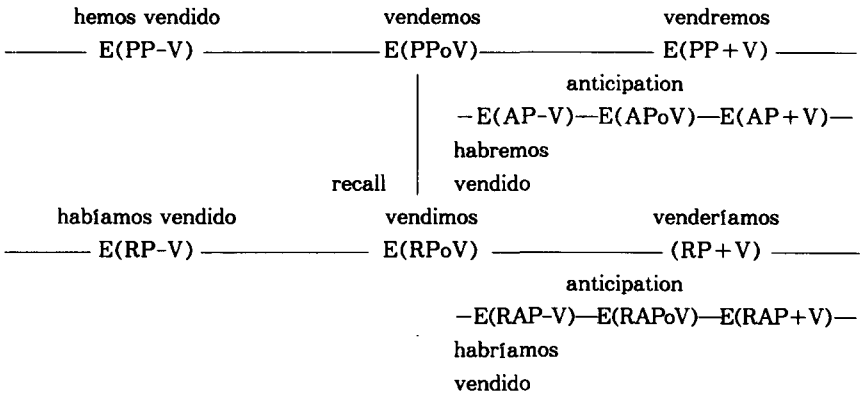 hemos vendido vendemos vendremos
E(PP-V) E(PPoV) E(PP+V)
anticipation
E(AP-V) E(APoV) E(AP+V)
habremos
recall vendido
habíamos vendido vendimos venderíamos
E(RP-V) E(RPoV) (RP+V)
anticipation
E(RAP-V) E(RAPoV) E(RAP+V)
habríamos
vendido